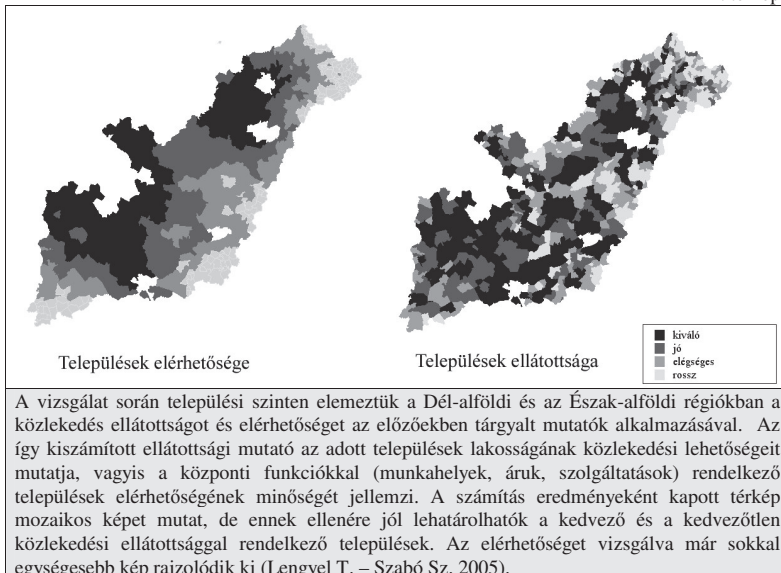 Települések elérhetősége
Települések ellátottsága
kiváló
jó
elégséges
rossz
A vizsgálat során települési szinten elemeztük a Dél-alföldi és az Észak-alföldi régiókban a
közlekedés ellátottságot és elérhetőséget az előzőekben tárgyalt mutatók alkalmazásával. Az
így kiszámított ellátottsági mutató az adott települések lakosságának közlekedési lehetőségeit
mutatja, vagyis a központi funkciókkal (munkahelyek, áruk, szolgáltatások) rendelkező
települések elérhetőségének minőségét jellemzi. A számítás eredményeként kapott térkép
mozaikos képet mutat, de ennek ellenére jól lehatárolhatók a kedvező és a kedvezőtlen
közlekedési ellátottsággal rendelkező települések. Az elérhetőséget vizsgálva már sokkal
egységesebb kép rajzolódik ki (Lengyel T. – Szabó Sz. 2005).